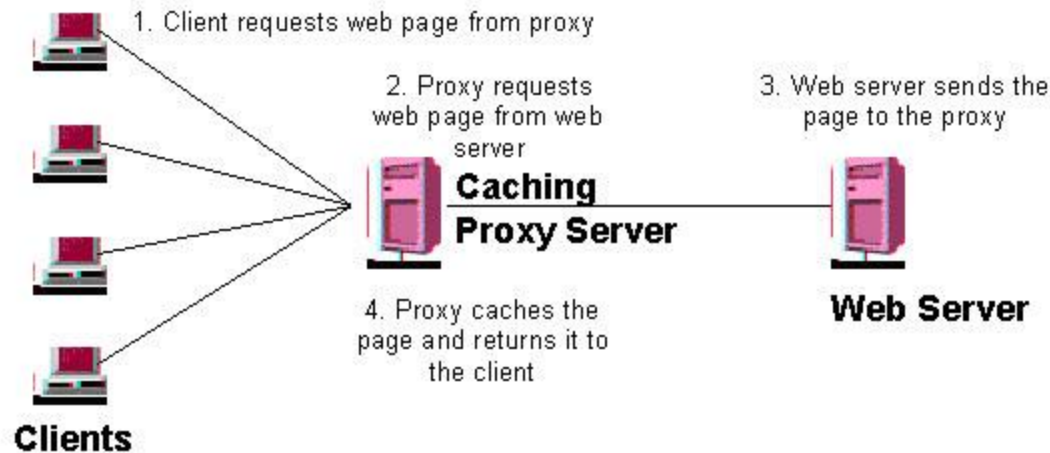 1. Client requests web page from proxy
2. Proxy requests
web page from web
server
3. Web server sends the
page to the proxy
Caching
Proxy Server
Web Server
4. Proxy caches the
page and returns it to
the client
Clients